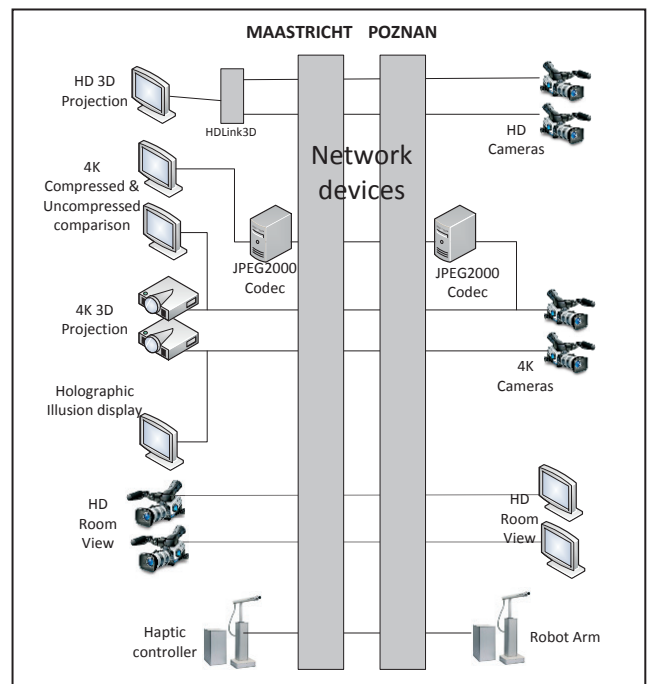 MAASTRICHT POZNAN
HD 3D
Projection
HDLink3D
HD
Cameras
Network
devices
4K
Compressed &
Uncompressed
comparison
JPEG2000
Codec
JPEG2000
Codec
4K 3D
Projection
4K
Cameras
Holographic
Illusion display
HD
Room
View
HD
Room
View
Haptic
controller
Robot Arm